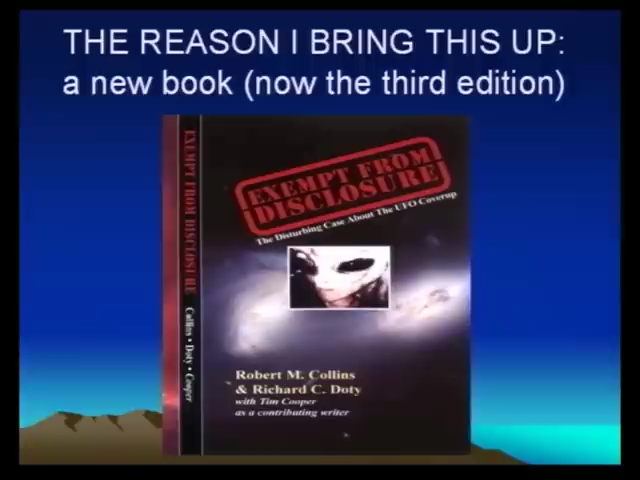 THE REASON I BRING THIS UP:
a new book (now the third edition)
EXEMPT FROM DISCLOSURE
Collins • Doty • Cooper
EXEMPT FROM
DISCLOSURE
The Disturbing Case About The UFO Coverup
Robert M. Collins
& Richard C. Doty
with Tim Cooper
as a contributing writer